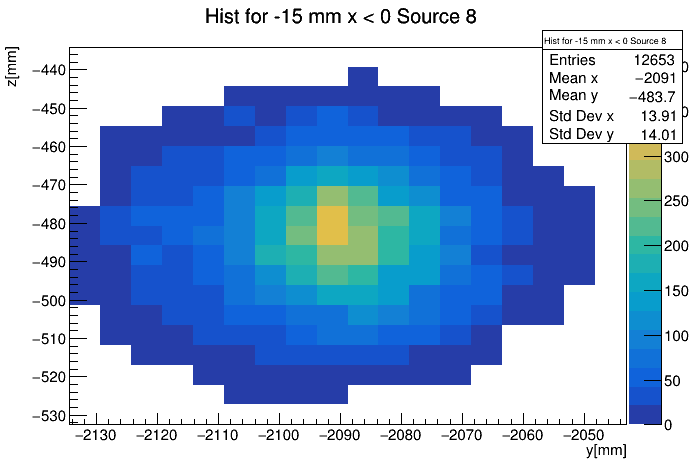 Hist for -15 mm x < 0 Source 8
z[mm]
Hist for -15 mm x < 0 Source 8
Entries 12653
Mean x −2091
Mean y −483.7
Std Dev x 13.91
Std Dev y 14.01
−440
−450
−460
−470
−480
−490
−500
−510
−520
−530
300
250
200
150
100
50
0
−2130 −2120 −2110 −2100 −2090 −2080 −2070 −2060 −2050
y[mm]